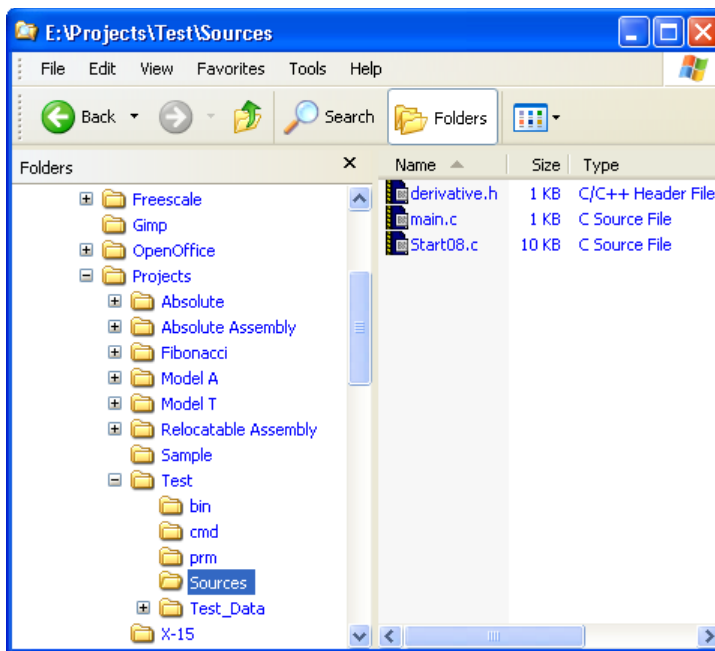 E:\Projects\Test\Sources
File Edit View Favorites Tools Help
Back Search Folders
Folders
Freescale
Gimp
OpenOffice
Projects
Absolute
Absolute Assembly
Fibonacci
Model A
Model T
Relocatable Assembly
Sample
Test
bin
cmd
prm
Sources
Test_Data
X-15
Name Size Type
derivative.h 1 KB C/C++ Header File
main.c 1 KB C Source File
Start08.c 10 KB C Source File